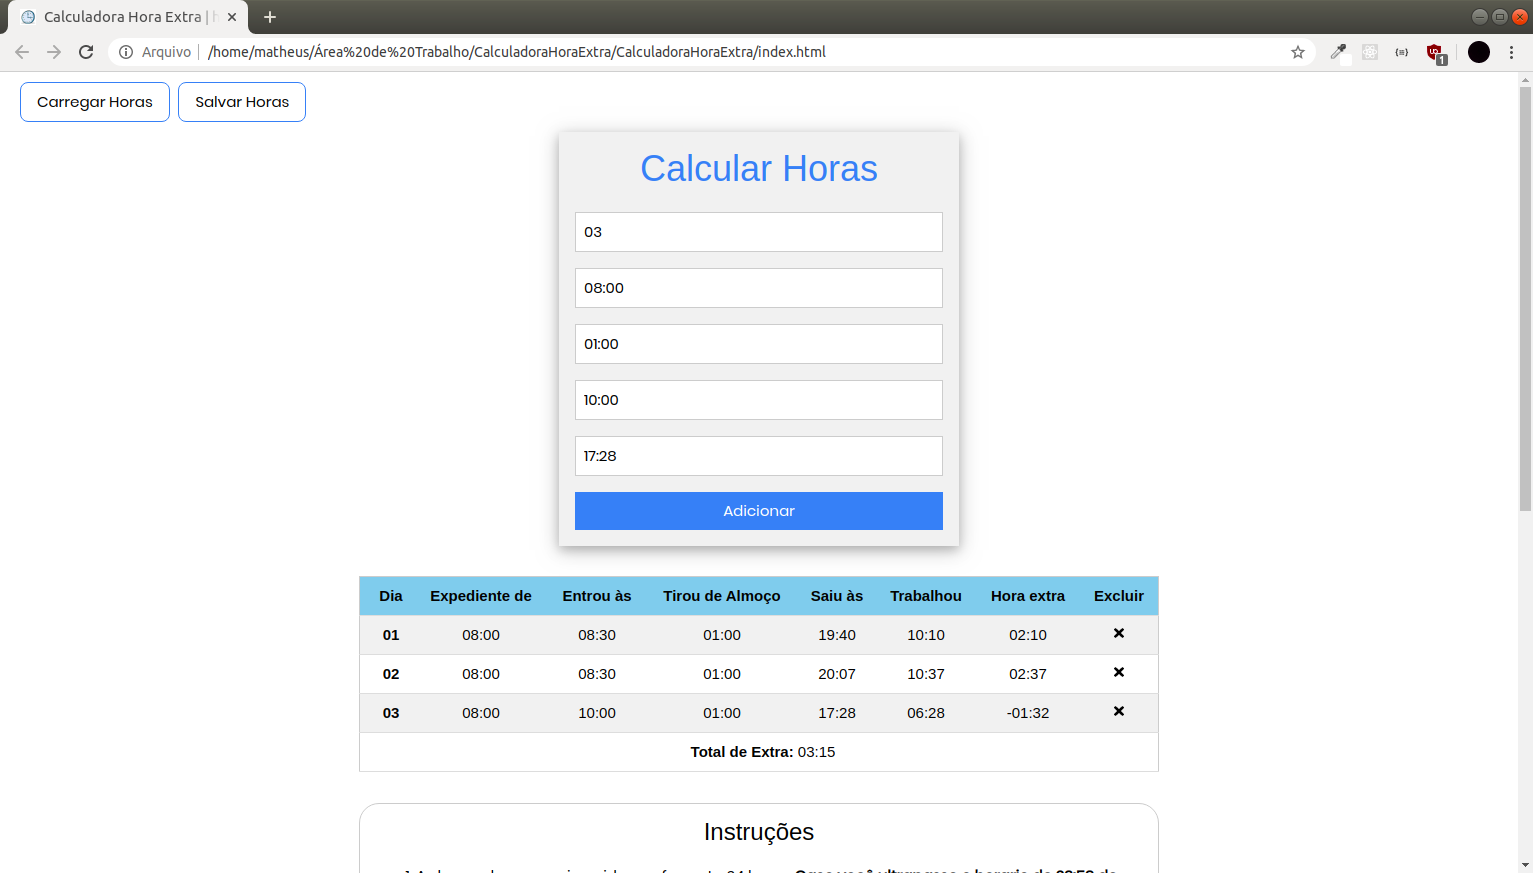 Calculadora Hora Extra |
Arquivo /home/matheus/Área%20de%20Trabalho/CalculadoraHoraExtra/CalculadoraHoraExtra/index.html
1
Carregar Horas Salvar Horas
Calcular Horas
03
08:00
01:00
10:00
17:28
Adicionar
Dia Expediente de Entrou às Tirou de Almoço Saiu às Trabalhou Hora extra Excluir
01 08:00 08:30 01:00 19:40 10:10 02:10
02 08:00 08:30 01:00 20:07 10:37 02:37
03 08:00 10:00 01:00 17:28 06:28 -01:32
Total de Extra: 03:15
Instruções